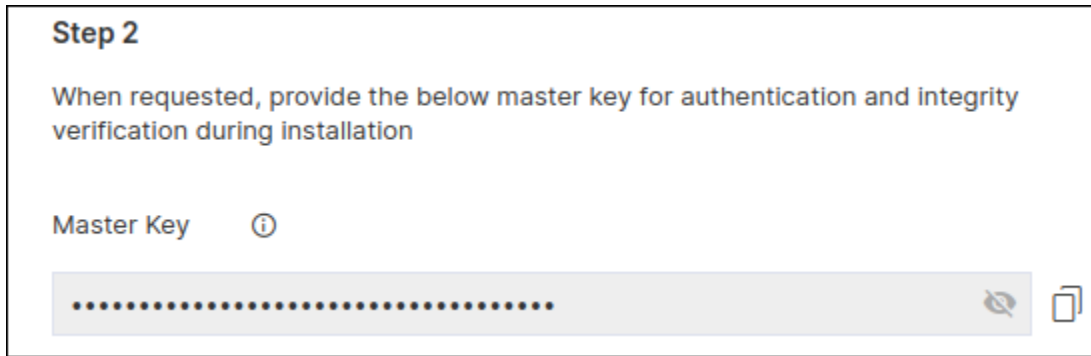 Step 2
When requested, provide the below master key for authentication and integrity
verification during installation
Master Key
••••••••••••••••••••••••••••••••••••